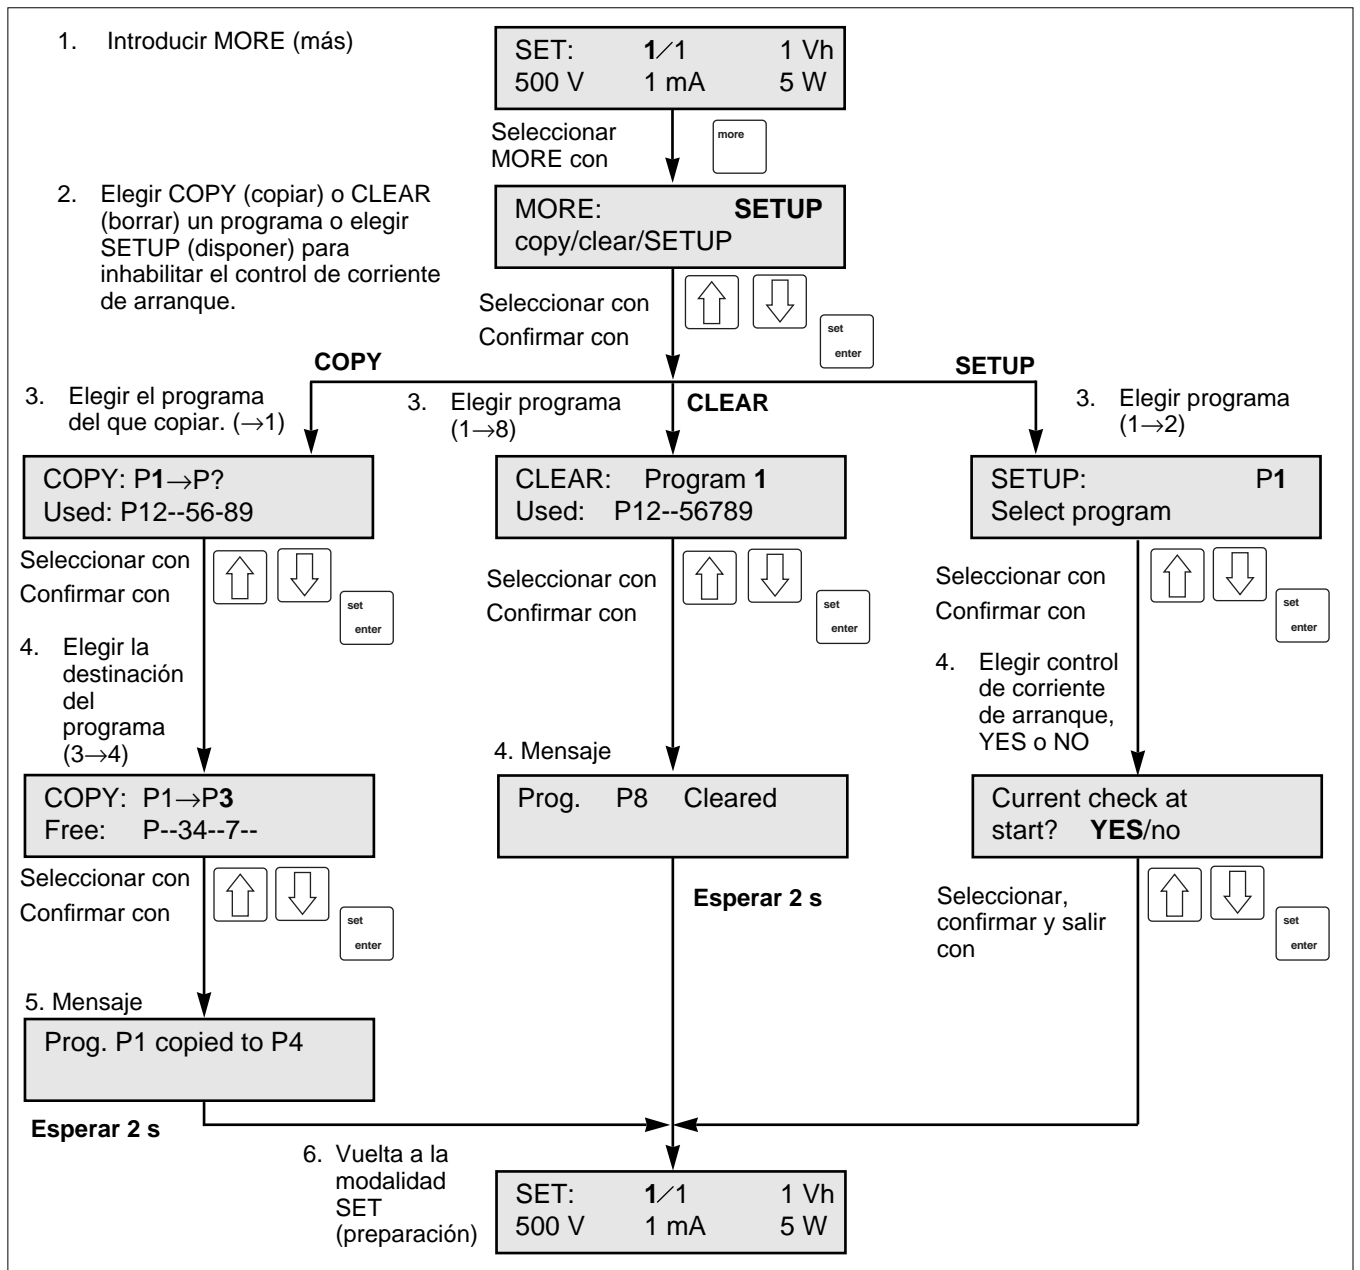 1. Introducir MORE (más)
SET: 1/1 1 Vh
500 V 1 mA 5 W
Seleccionar
MORE con
more
2. Elegir COPY (copiar) o CLEAR
(borrar) un programa o elegir
SETUP (disponer) para
inhabilitar el control de corriente
de arranque.
MORE: SETUP
copy/clear/SETUP
Seleccionar con
Confirmar con
set
enter
COPY
CLEAR
SETUP
3. Elegir el programa
del que copiar. (→1)
COPY: P1→P?
Used: P12--56-89
Seleccionar con
Confirmar con
set
enter
4. Elegir la
destinación
del
programa
(3→4)
COPY: P1→P3
Free: P--34--7--
Seleccionar con
Confirmar con
set
enter
5. Mensaje
Prog. P1 copied to P4
Esperar 2 s
3. Elegir programa
(1→8)
CLEAR: Program 1
Used: P12--56789
Seleccionar con
Confirmar con
set
enter
4. Mensaje
Prog. P8 Cleared
Esperar 2 s
3. Elegir programa
(1→2)
SETUP: P1
Select program
Seleccionar con
Confirmar con
set
enter
4. Elegir control
de corriente
de arranque,
YES o NO
Current check at
start? YES/no
Seleccionar,
confirmar y salir
con
set
enter
6. Vuelta a la
modalidad
SET
(preparación)
SET: 1/1 1 Vh
500 V 1 mA 5 W